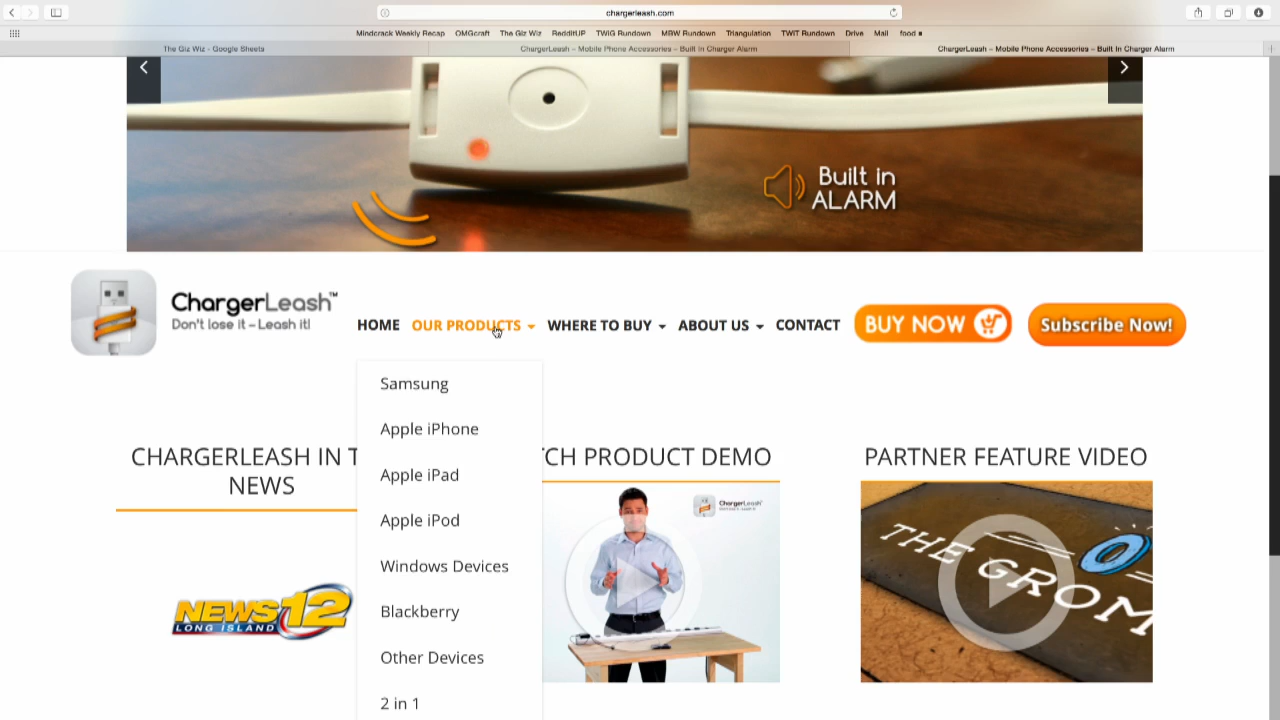 chargerleash.com
Mindcrack Weekly Recap OMGcraft The Giz Wiz RedditUP TWiG Rundown MBW Rundown Triangulation TWiT Rundown Drive Mail food
The Giz Wiz - Google Sheets
ChargerLeash – Mobile Phone Accessories – Built In Charger Alarm
ChargerLeash – Mobile Phone Accessories – Built In Charger Alarm
Built in
ALARM
ChargerLeash™
Don't lose it – Leash it!
HOME OUR PRODUCTS WHERE TO BUY ABOUT US CONTACT
BUY NOW
Subscribe Now!
Samsung
Apple iPhone
Apple iPad
Apple iPod
Windows Devices
Blackberry
Other Devices
2 in 1
CHARGERLEASH IN T
NEWS
NEWS 12
LONG ISLAND
TCH PRODUCT DEMO
ChargerLeash
PARTNER FEATURE VIDEO
THE GROM